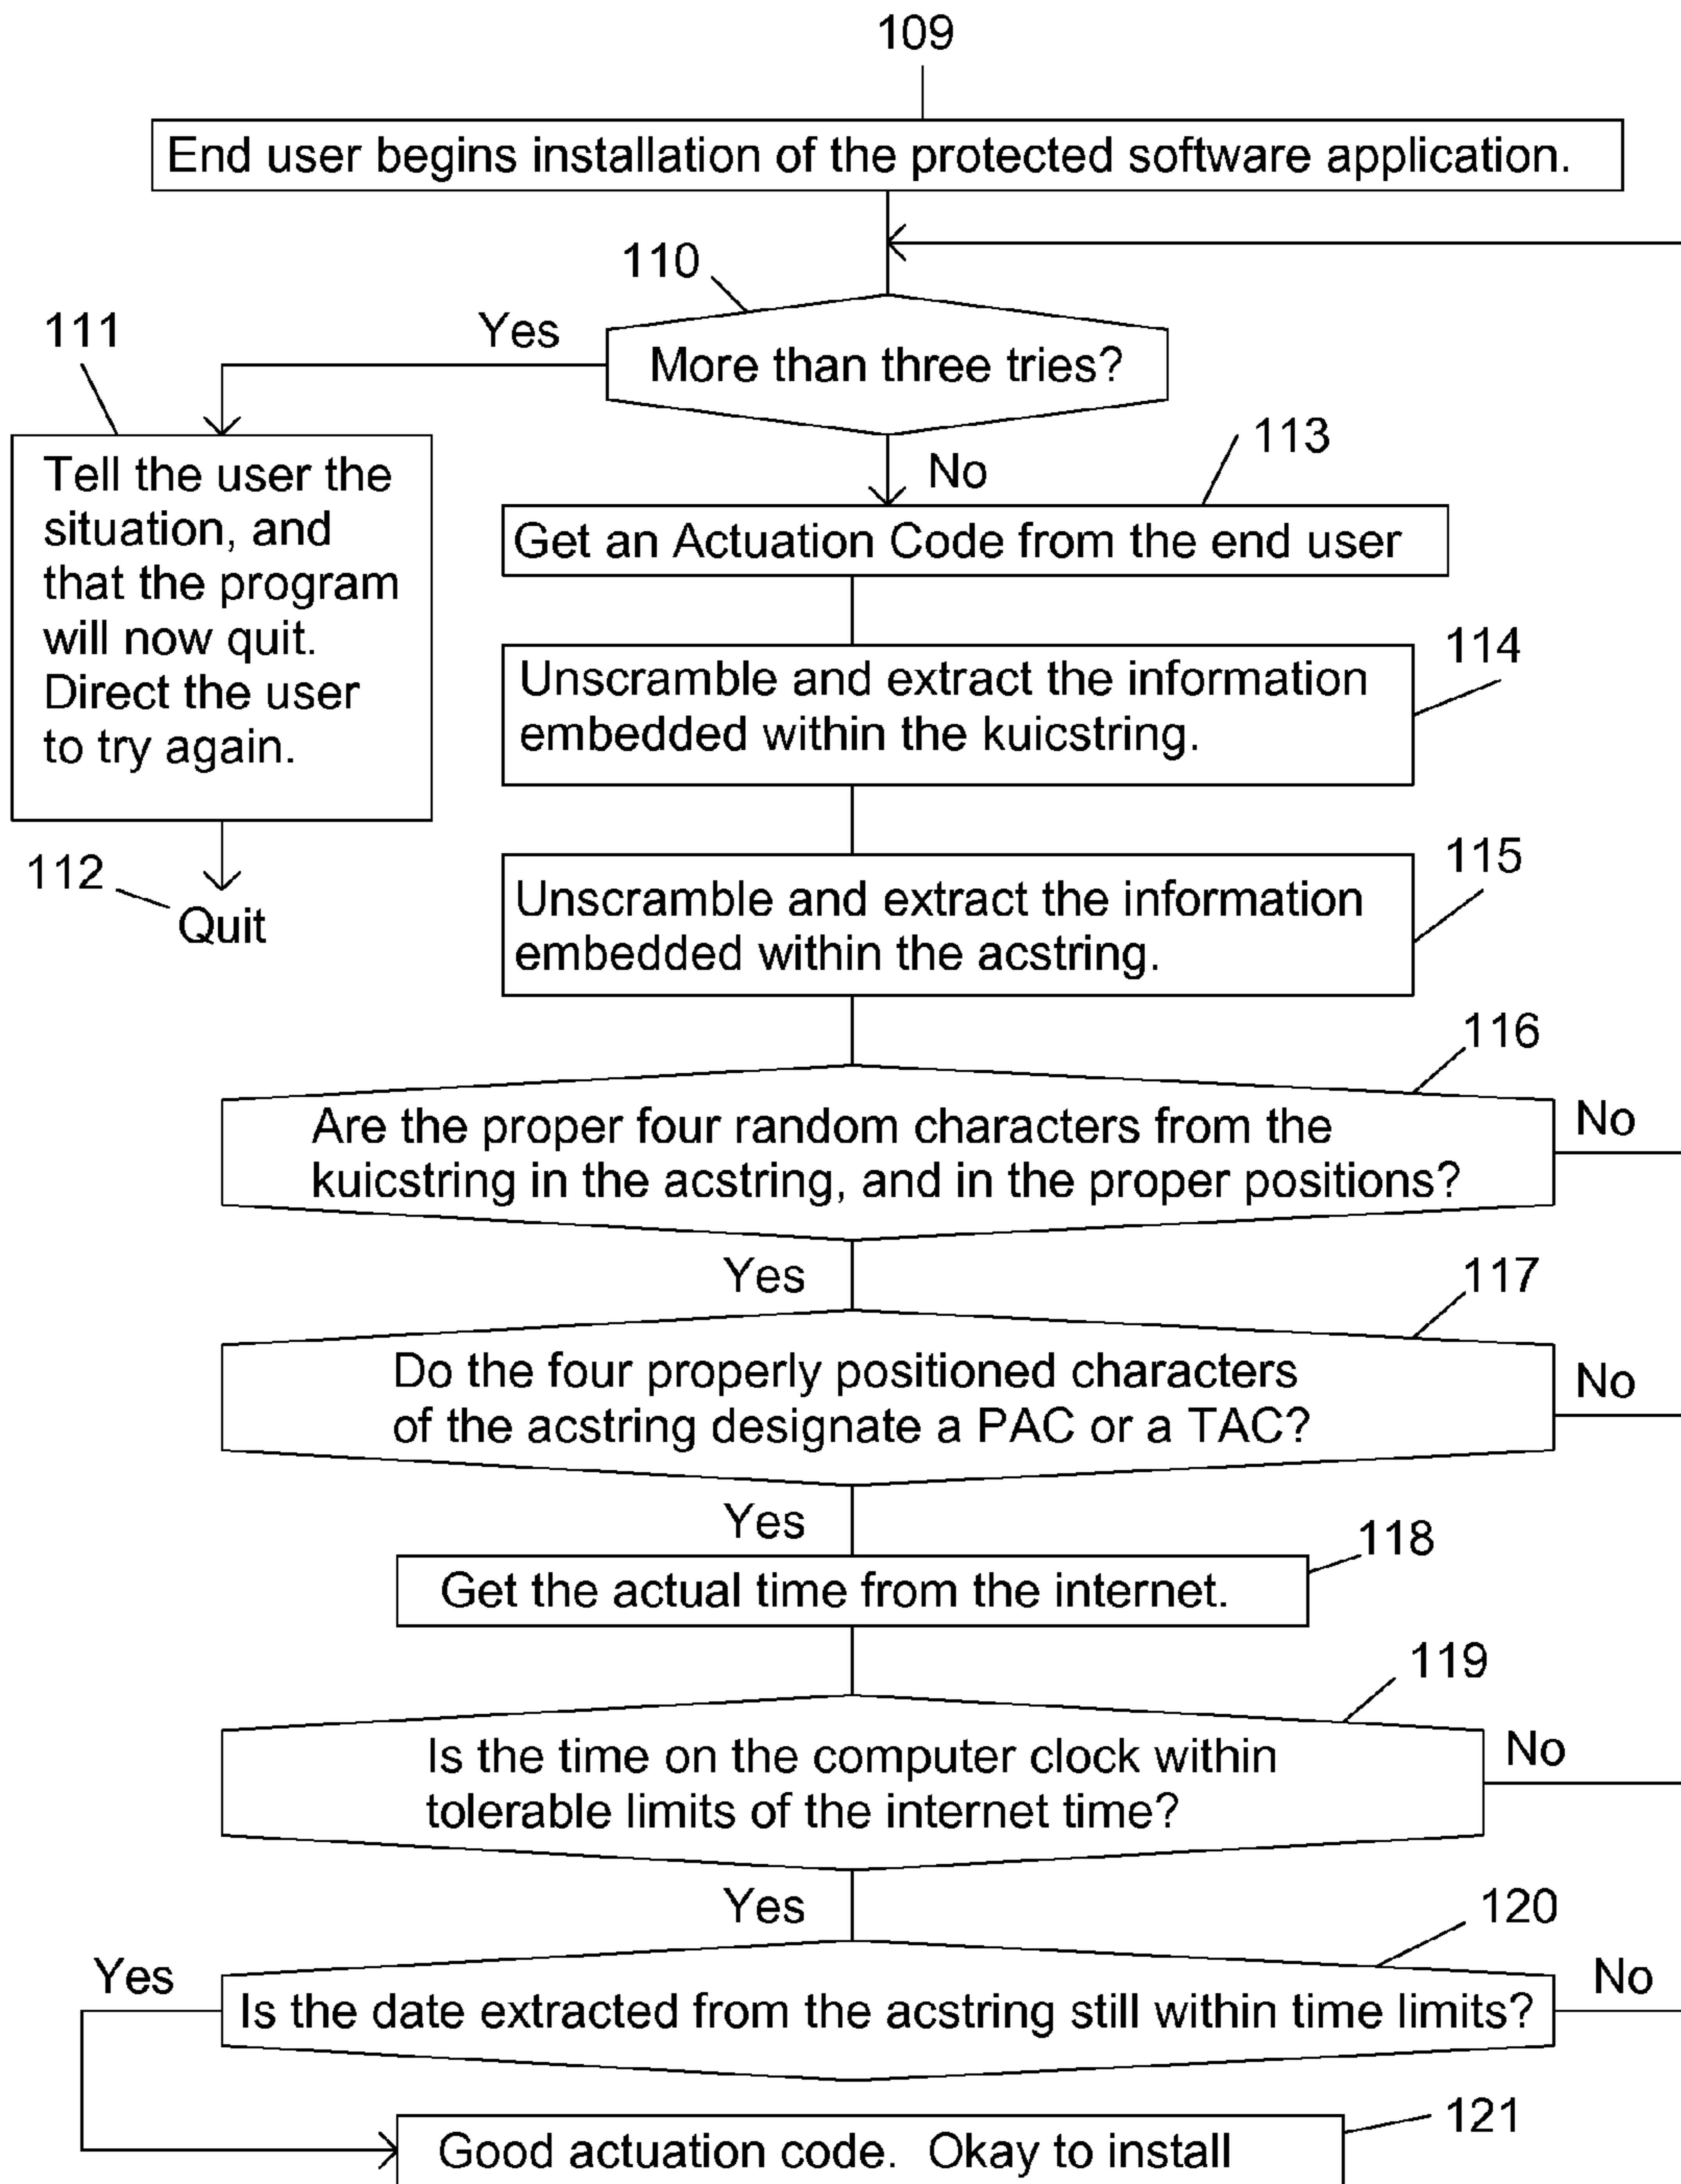 109
End user begins installation of the protected software application.
110
More than three tries?
Yes
111
Tell the user the
situation, and
that the program
will now quit.
Direct the user
to try again.
112
Quit
No
113
Get an Actuation Code from the end user
114
Unscramble and extract the information
embedded within the kuicstring.
115
Unscramble and extract the information
embedded within the acstring.
116
Are the proper four random characters from the
kuicstring in the acstring, and in the proper positions?
No
Yes
117
Do the four properly positioned characters
of the acstring designate a PAC or a TAC?
No
Yes
118
Get the actual time from the internet.
119
Is the time on the computer clock within
tolerable limits of the internet time?
No
Yes
120
Is the date extracted from the acstring still within time limits?
No
Yes
121
Good actuation code. Okay to install